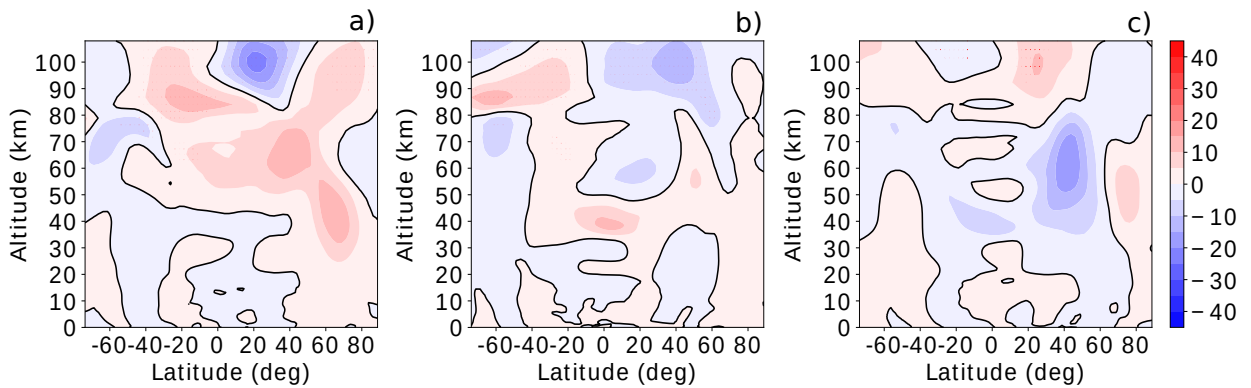 a) b) c)
100 100 100 40
90 90 90 30
80 80 80 20
70 70 70 10
60 60 60 0
50 50 50 −10
40 40 40 −20
30 30 30 −30
20 20 20 −40
10 10 10
0 0 0
Altitude (km) Altitude (km) Altitude (km)
-60 -40 -20 0 20 40 60 80 -60 -40 -20 0 20 40 60 80 -60 -40 -20 0 20 40 60 80
Latitude (deg) Latitude (deg) Latitude (deg)